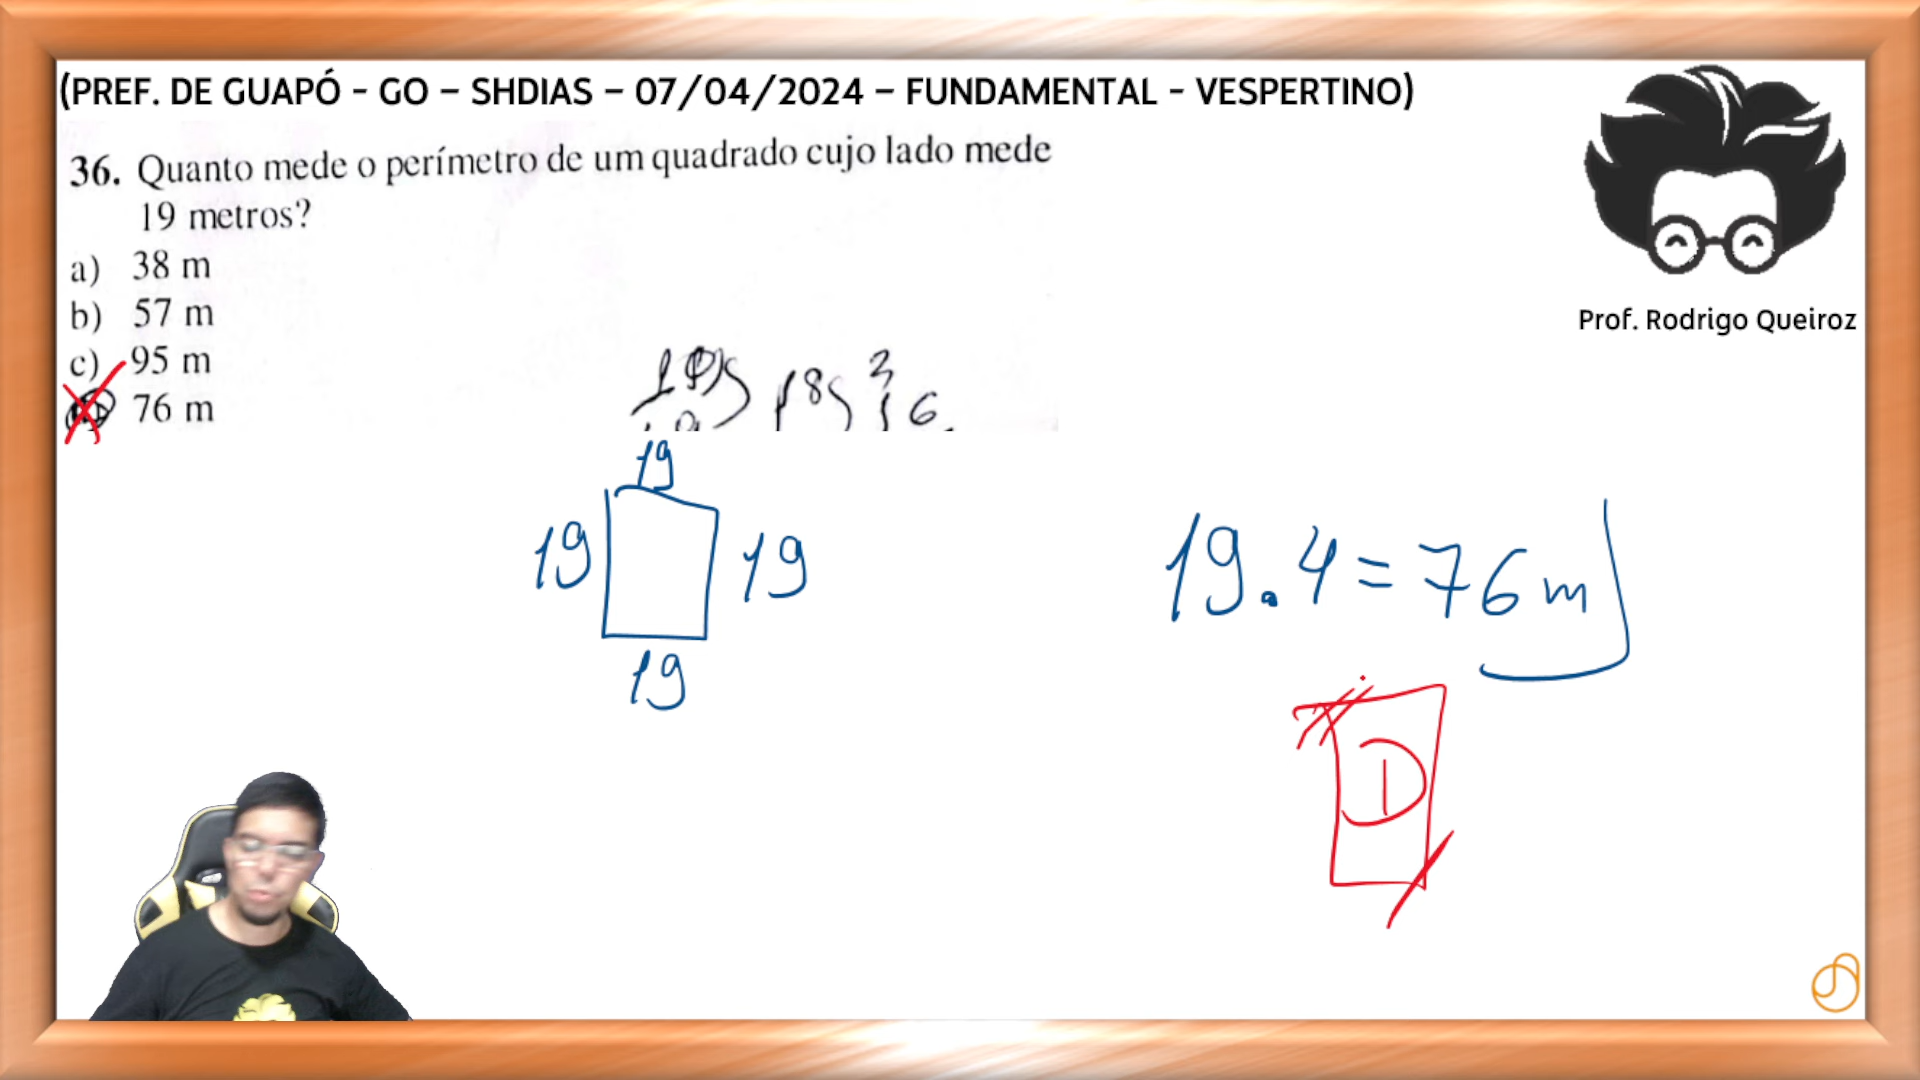 (PREF. DE GUAPÓ - GO – SHDIAS – 07/04/2024 – FUNDAMENTAL - VESPERTINO)
36. Quanto mede o perímetro de um quadrado cujo lado mede
19 metros?
a) 38 m
b) 57 m
c) 95 m
76 m
Prof. Rodrigo Queiroz
19
19
19
19
19.4=76m
D